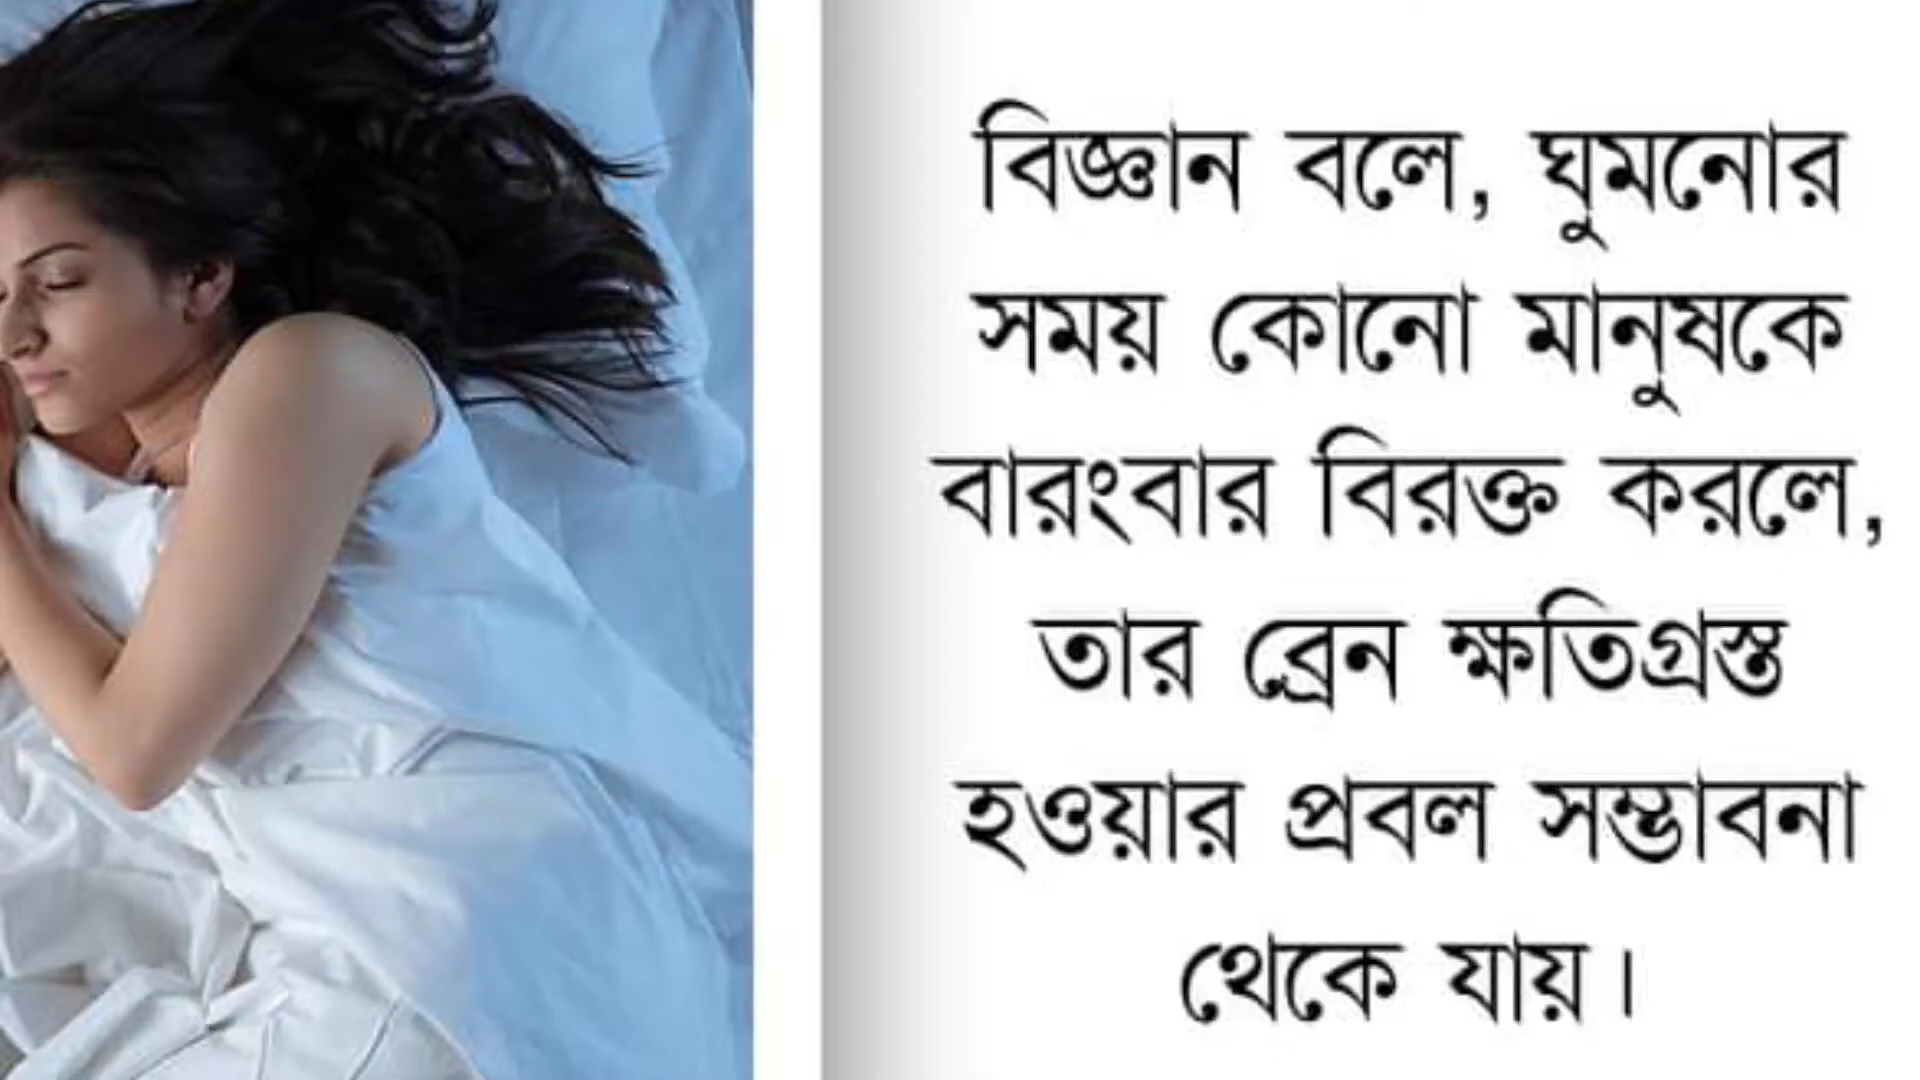 বিজ্ঞান বলে, ঘুমনোর
সময় কোনো মানুষকে
বারংবার বিরক্ত করলে,
তার ব্রেন ক্ষতিগ্রস্ত
হওয়ার প্রবল সম্ভাবনা
থেকে যায়।